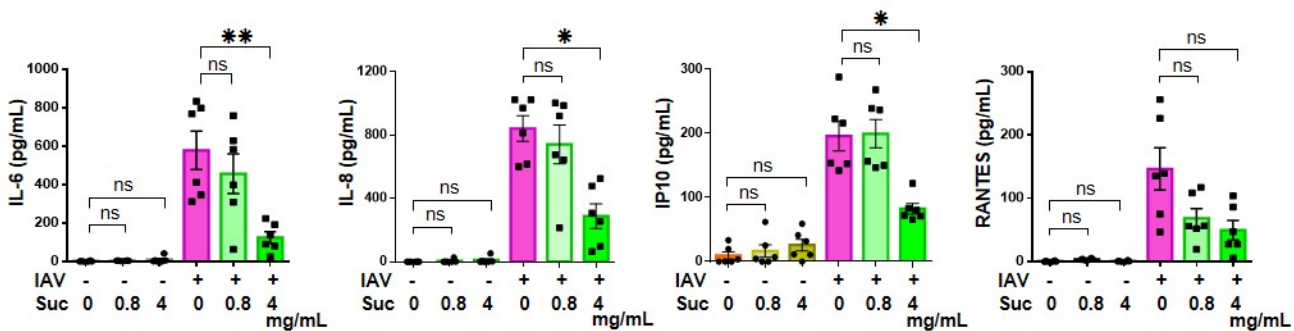 **
ns
ns
ns
IL-6 (pg/mL)
1000
800
600
400
200
0
IAV - - - + + +
Suc 0 0.8 4 0 0.8 4
mg/mL
*
ns
ns
ns
IL-8 (pg/mL)
1200
800
400
0
- - - + + +
0 0.8 4 0 0.8 4
mg/mL
*
ns
ns
ns
IP10 (pg/mL)
300
200
100
0
IAV - - - + + +
Suc 0 0.8 4 0 0.8 4
mg/mL
ns
ns
ns
ns
RANTES (pg/mL)
300
200
100
0
- - - + + +
0 0.8 4 0 0.8 4
mg/mL